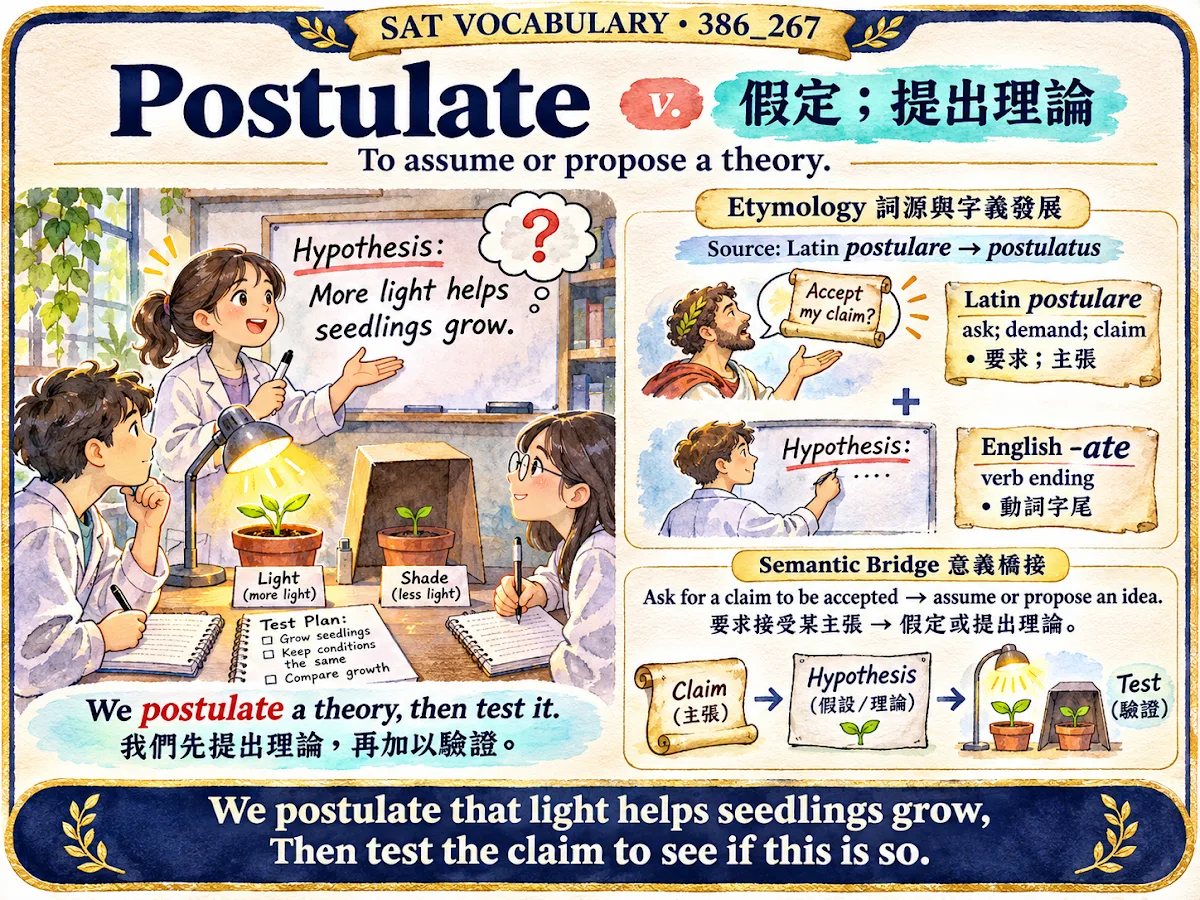 SAT VOCABULARY • 386_267
Postulate v. 假定；提出理論
To assume or propose a theory.
Hypothesis:
More light helps
seedlings grow.
?
Light
(more light)
Shade
(less light)
Test Plan:
Grow seedlings
Keep conditions
the same
Compare growth
We postulate a theory, then test it.
我們先提出理論，再加以驗證。
Etymology 詞源與字義發展
Source: Latin postulare → postulatus
Accept
my claim?
Latin postulare
ask; demand; claim
• 要求；主張
+
Hypothesis:
....
English -ate
verb ending
• 動詞字尾
Semantic Bridge 意義橋接
Ask for a claim to be accepted → assume or propose an idea.
要求接受某主張 → 假定或提出理論。
Claim
(主張)
→
Hypothesis
(假設/理論)
→
Test
(驗證)
We postulate that light helps seedlings grow,
Then test the claim to see if this is so.